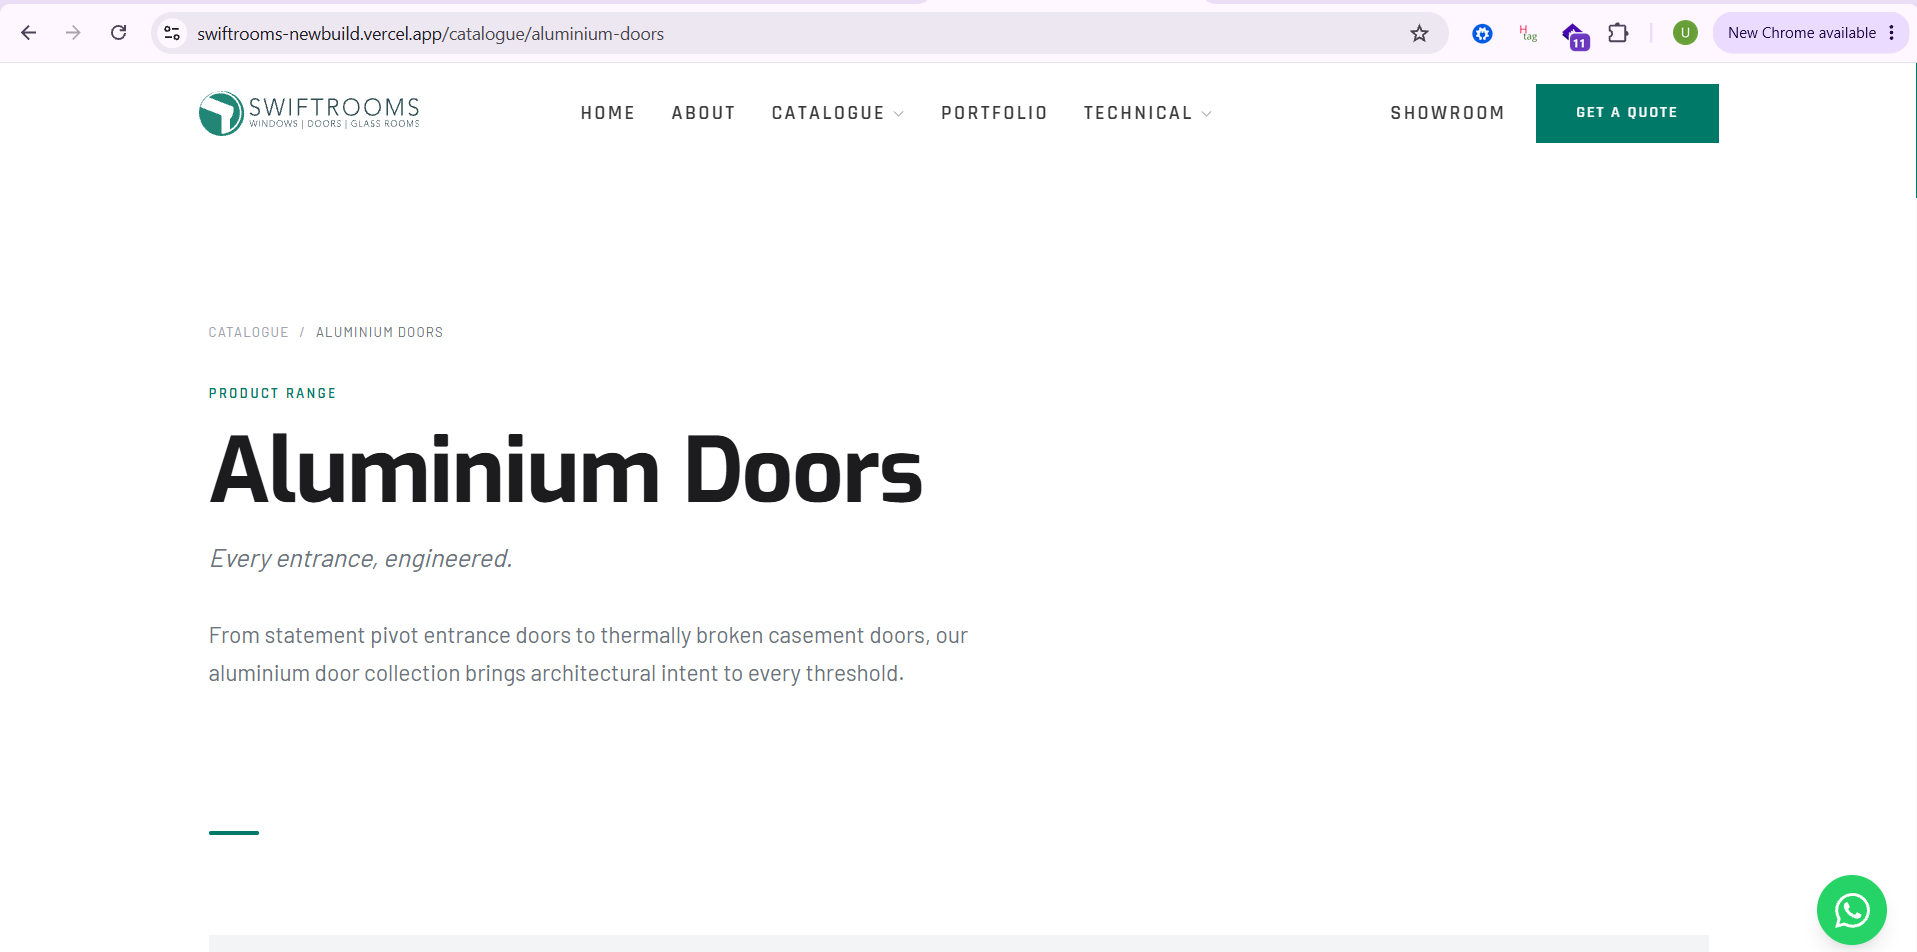 swiftrooms-newbuild.vercel.app/catalogue/aluminium-doors
H
tag
11
U
New Chrome available
SWIFTROOMS
WINDOWS | DOORS | GLASS ROOMS
HOME
ABOUT
CATALOGUE
PORTFOLIO
TECHNICAL
SHOWROOM
GET A QUOTE
CATALOGUE / ALUMINIUM DOORS
PRODUCT RANGE
Aluminium Doors
Every entrance, engineered.
From statement pivot entrance doors to thermally broken casement doors, our
aluminium door collection brings architectural intent to every threshold.